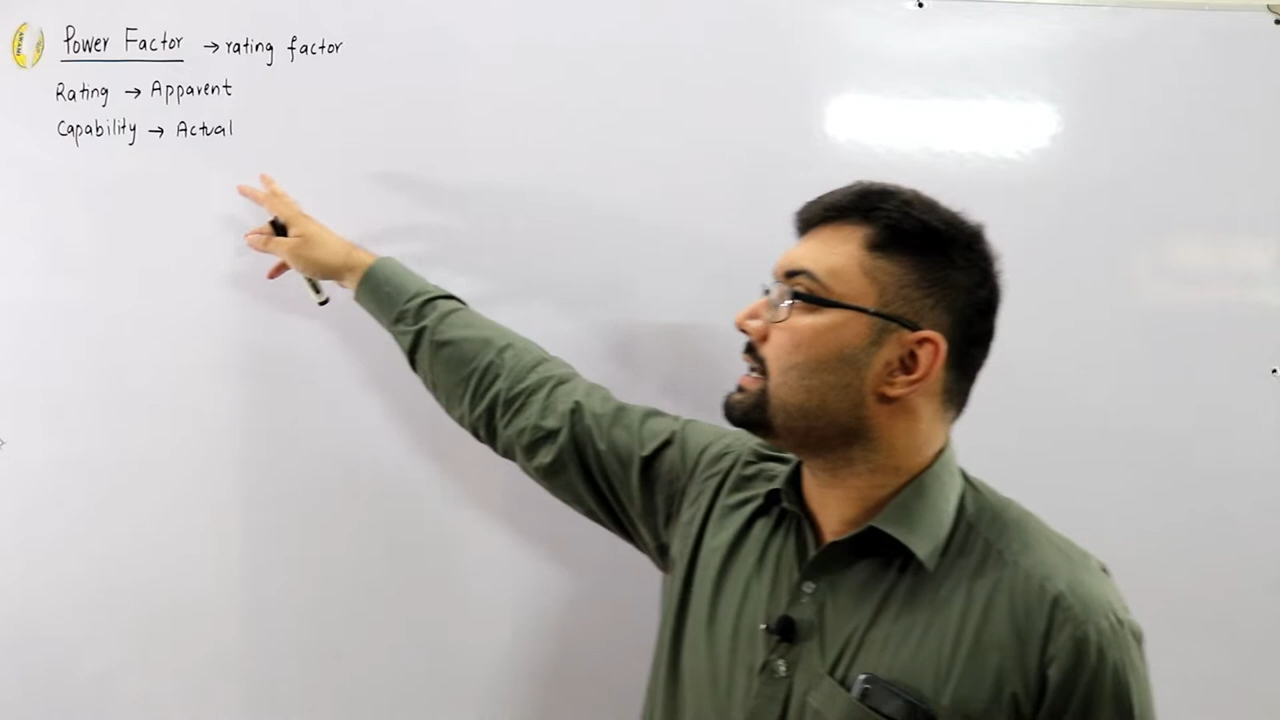 Power Factor → rating factor
Rating → Apparent
Capability → Actual